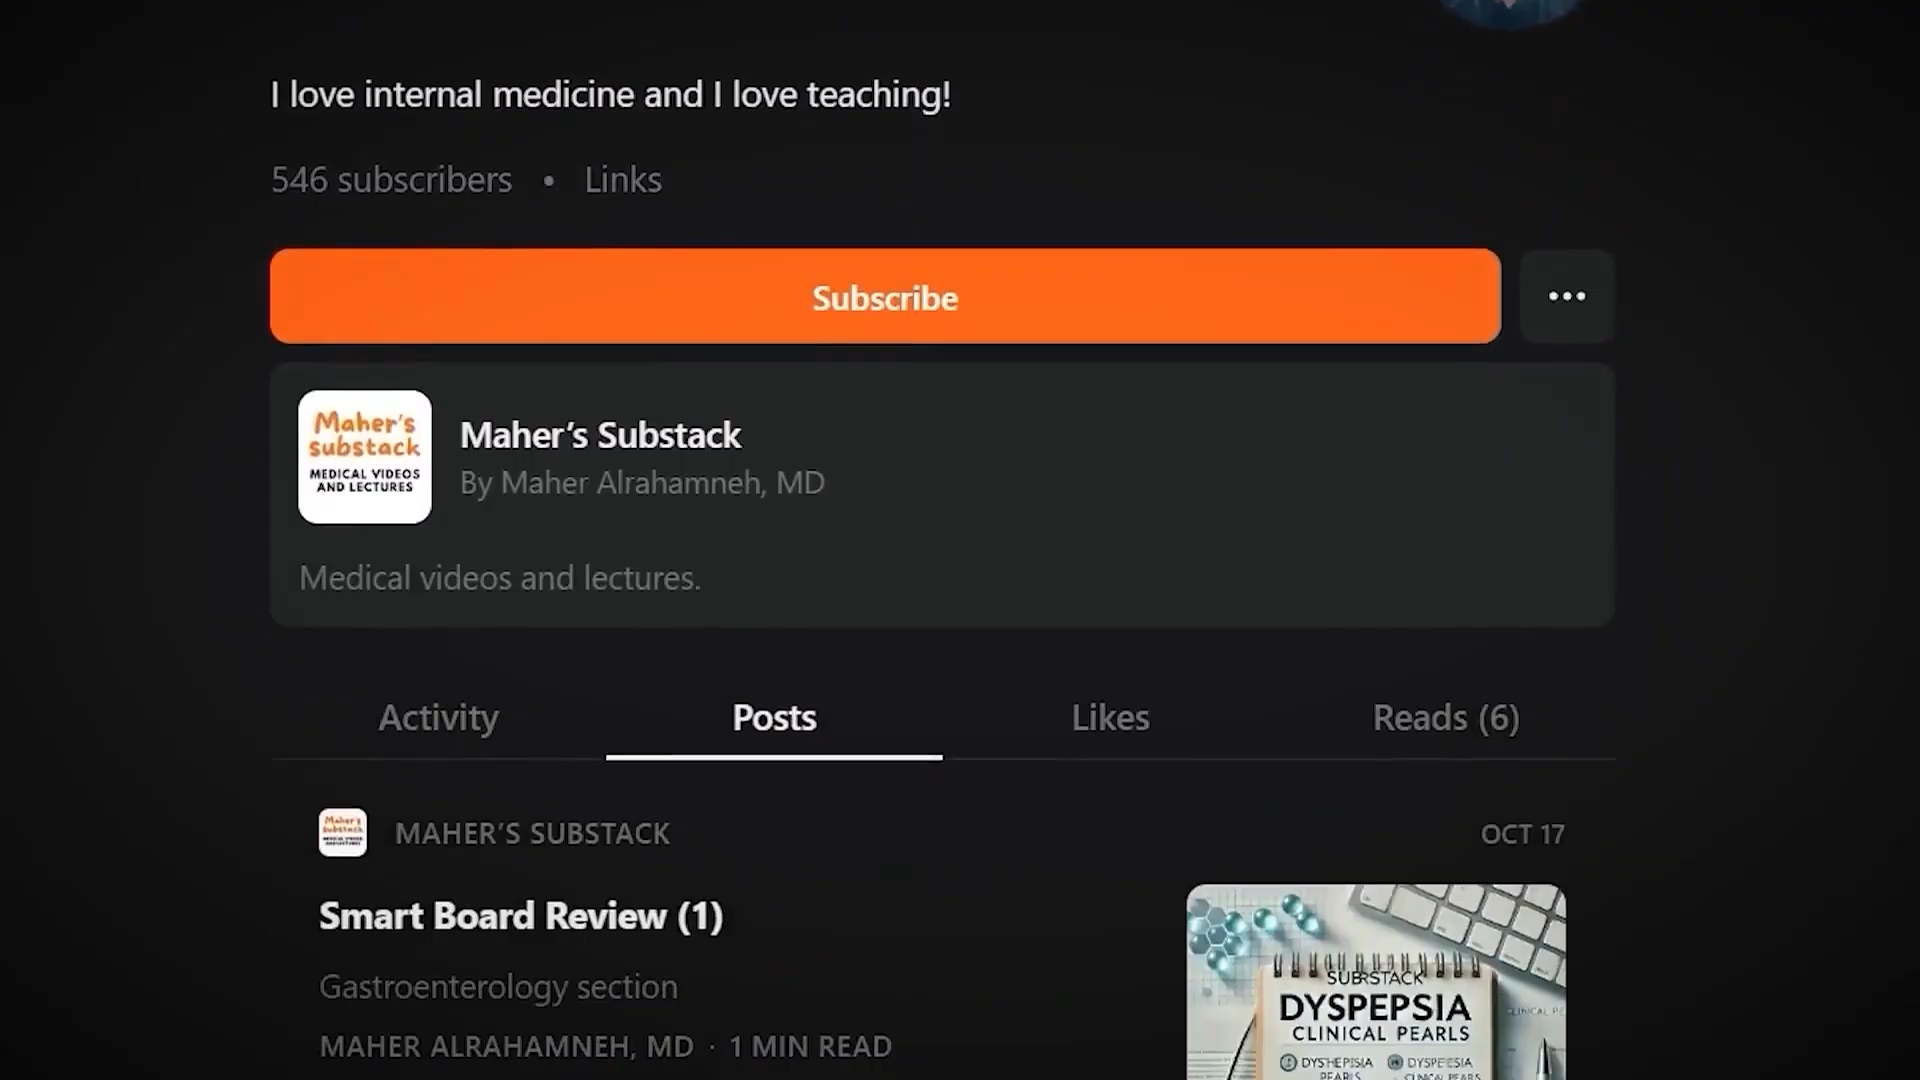 I love internal medicine and I love teaching!
546 subscribers • Links
Subscribe
Maher's
substack
MEDICAL VIDEOS
AND LECTURES
Maher's Substack
By Maher Alrahamneh, MD
Medical videos and lectures.
Activity Posts Likes Reads (6)
MAHER'S SUBSTACK
OCT 17
Smart Board Review (1)
Gastroenterology section
MAHER ALRAHAMNEH, MD · 1 MIN READ
SUBSTACK
DYSPEPSIA
CLINICAL PEARLS